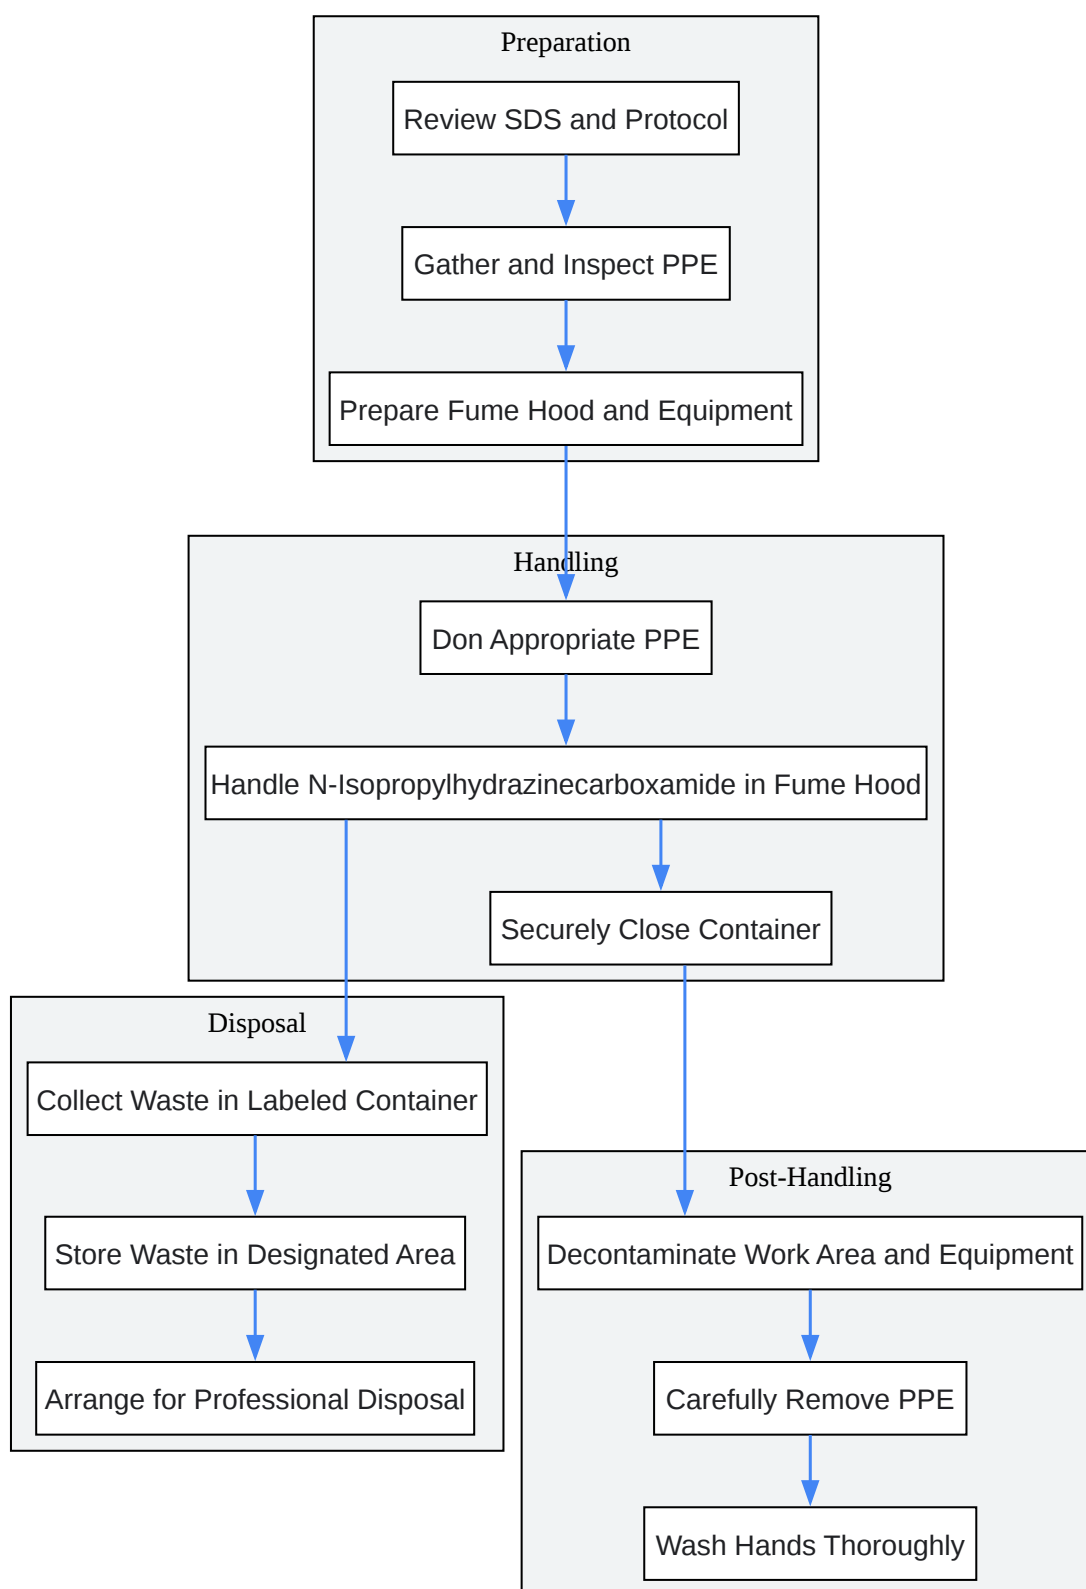 Preparation
Review SDS and Protocol
Gather and Inspect PPE
Prepare Fume Hood and Equipment
Handling
Don Appropriate PPE
Handle N-Isopropylhydrazinecarboxamide in Fume Hood
Securely Close Container
Disposal
Collect Waste in Labeled Container
Store Waste in Designated Area
Arrange for Professional Disposal
Post-Handling
Decontaminate Work Area and Equipment
Carefully Remove PPE
Wash Hands Thoroughly